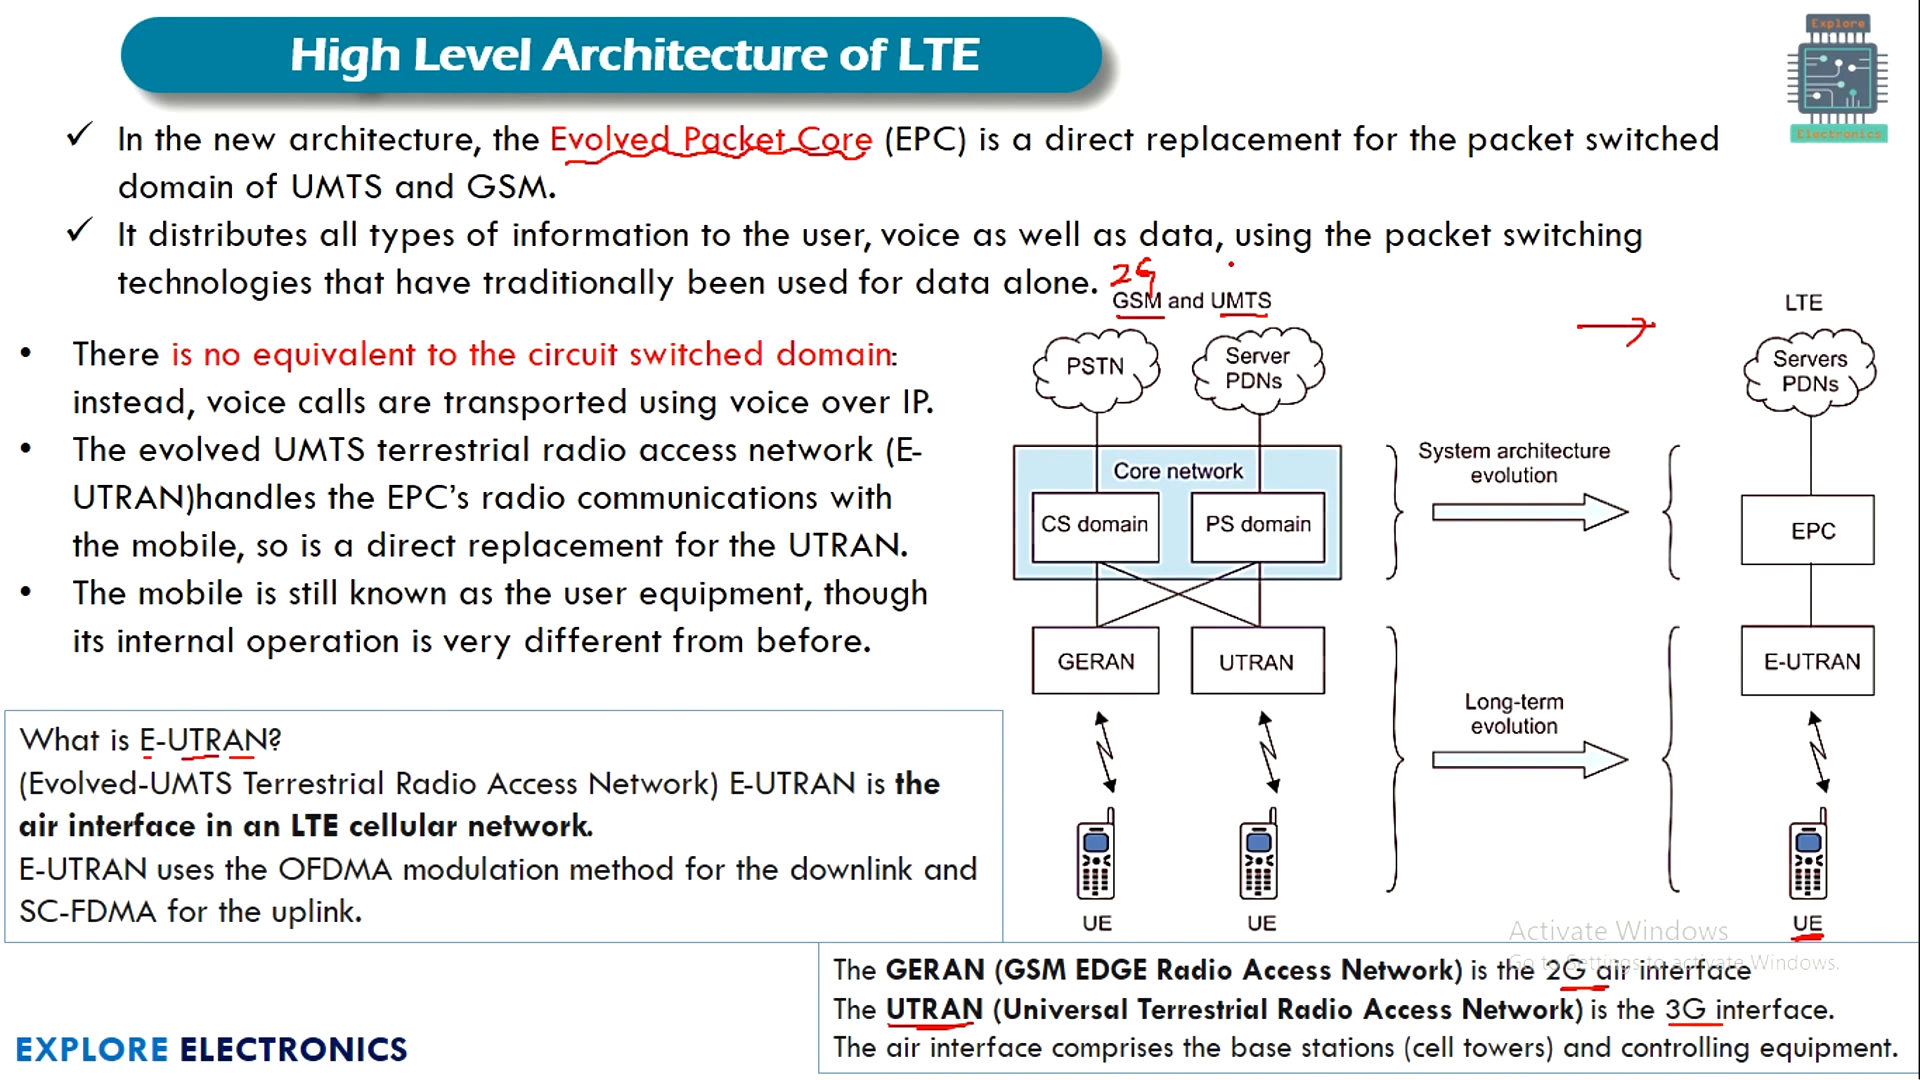 High Level Architecture of LTE
Explore
Electronics
✓ In the new architecture, the Evolved Packet Core (EPC) is a direct replacement for the packet switched
domain of UMTS and GSM.
✓ It distributes all types of information to the user, voice as well as data, using the packet switching
technologies that have traditionally been used for data alone.
• There is no equivalent to the circuit switched domain:
instead, voice calls are transported using voice over IP.
• The evolved UMTS terrestrial radio access network (E-
UTRAN)handles the EPC's radio communications with
the mobile, so is a direct replacement for the UTRAN.
• The mobile is still known as the user equipment, though
its internal operation is very different from before.
What is E-UTRAN?
(Evolved-UMTS Terrestrial Radio Access Network) E-UTRAN is the
air interface in an LTE cellular network.
E-UTRAN uses the OFDMA modulation method for the downlink and
SC-FDMA for the uplink.
2G
GSM and UMTS
LTE
PSTN
Server
PDNs
Servers
PDNs
Core network
CS domain
PS domain
System architecture
evolution
EPC
GERAN
UTRAN
E-UTRAN
Long-term
evolution
UE
UE
UE
Activate Windows
Go to Settings to activate Windows.
The GERAN (GSM EDGE Radio Access Network) is the 2G air interface
The UTRAN (Universal Terrestrial Radio Access Network) is the 3G interface.
The air interface comprises the base stations (cell towers) and controlling equipment.
EXPLORE ELECTRONICS